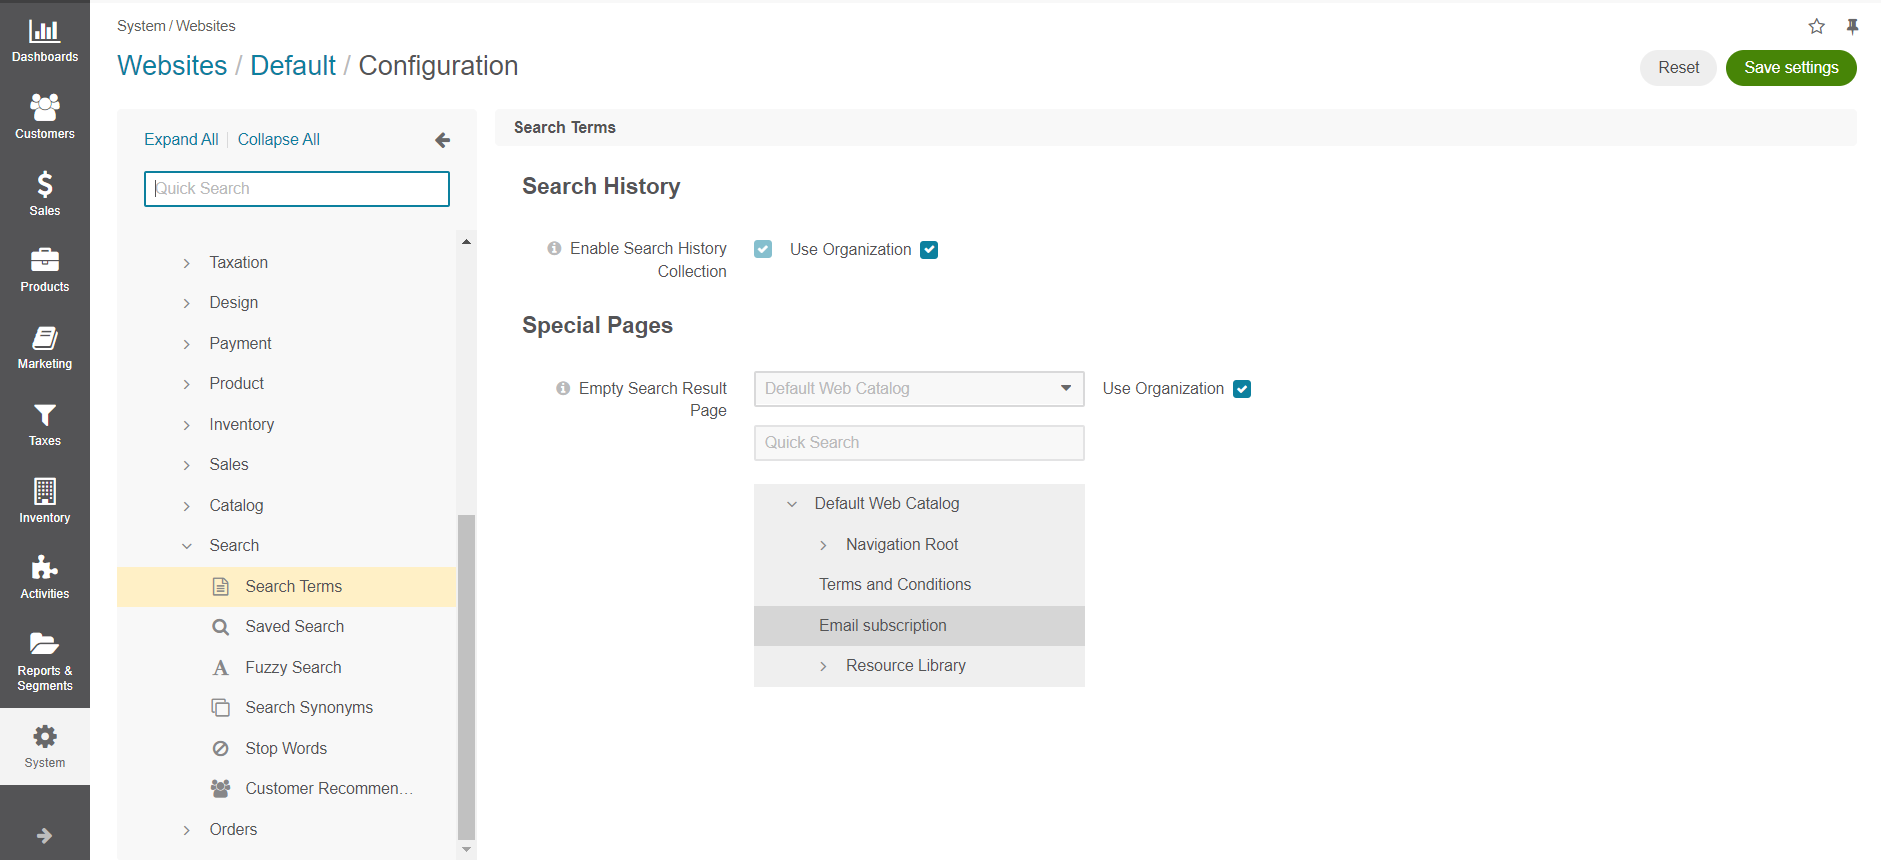 Dashboards
Customers
Sales
Products
Marketing
Taxes
Inventory
Activities
Reports &
Segments
System
System / Websites
Websites / Default / Configuration
Reset
Save settings
Expand All
Collapse All
Quick Search
Taxation
Design
Payment
Product
Inventory
Sales
Catalog
Search
Search Terms
Saved Search
Fuzzy Search
Search Synonyms
Stop Words
Customer Recommen...
Orders
Search Terms
Search History
Enable Search History
Collection
Use Organization
Special Pages
Empty Search Result
Page
Default Web Catalog
Use Organization
Quick Search
Default Web Catalog
Navigation Root
Terms and Conditions
Email subscription
Resource Library